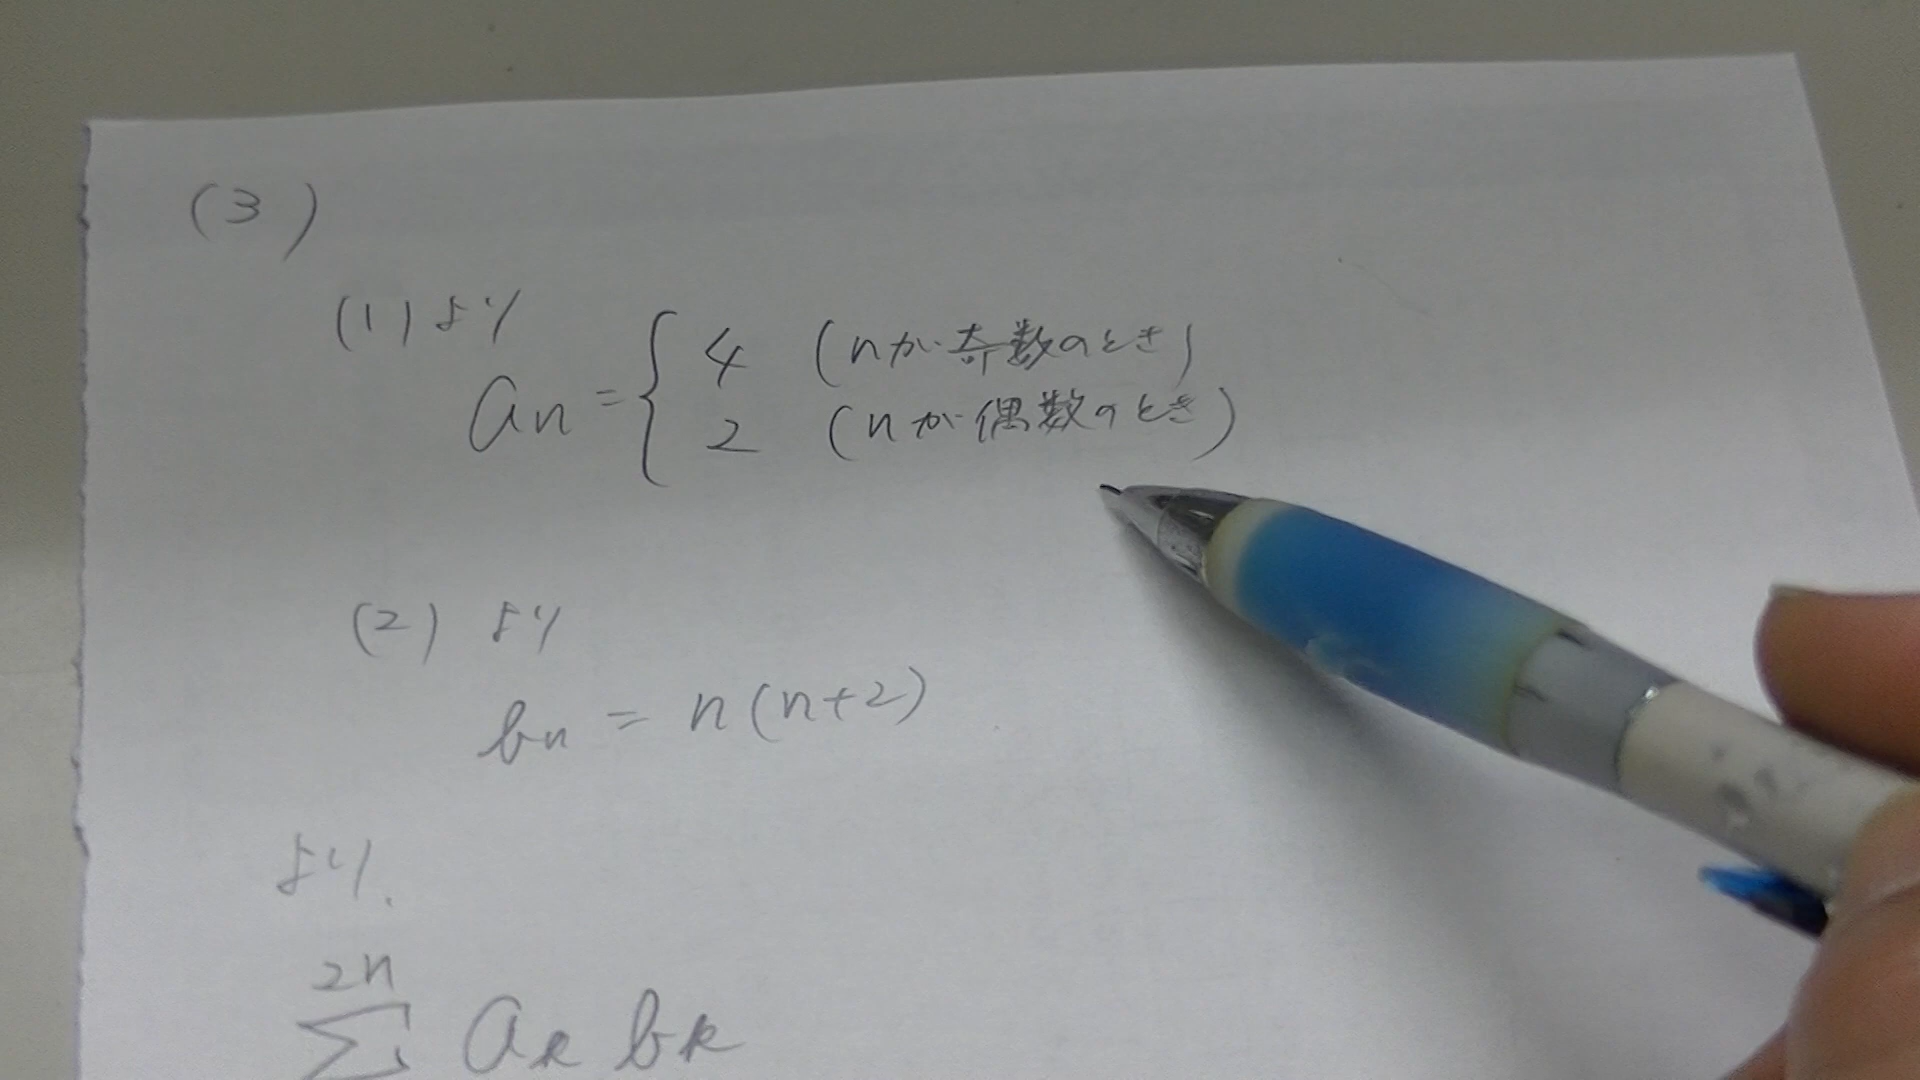 (3)
(1)より
an = { 4 (nが奇数のとき)
2 (nが偶数のとき)
(2)より
bn = n(n+2)
より、
2n
Σ ak bk